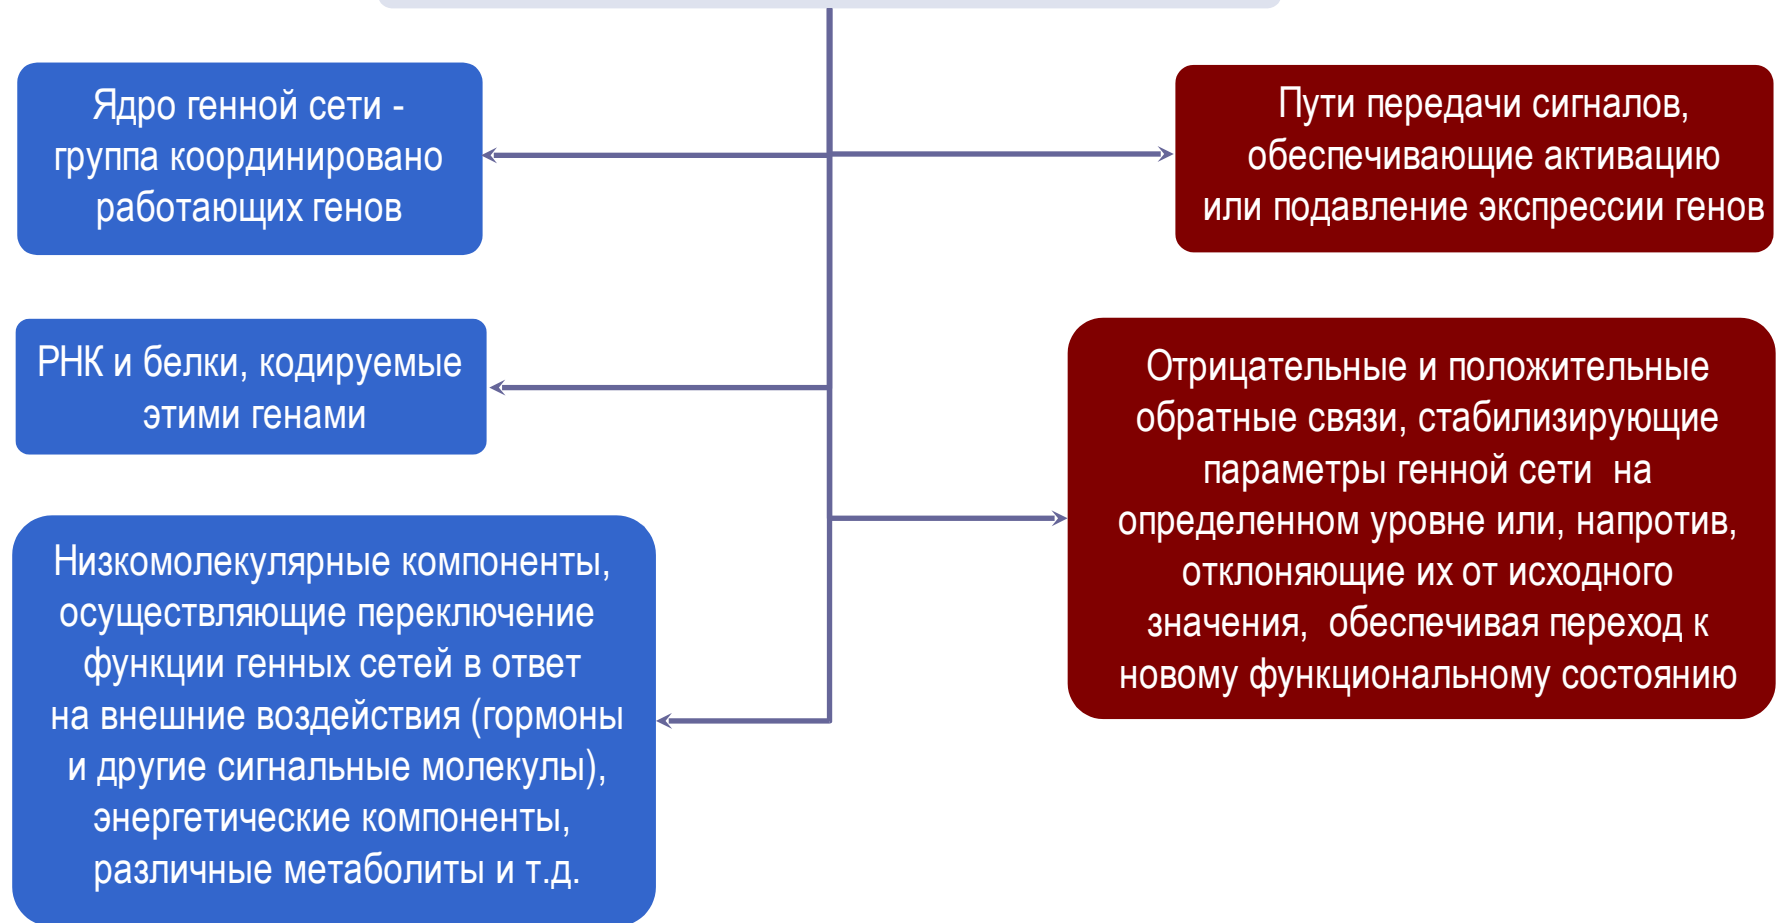 Ядро генной сети -
группа координировано
работающих генов
Пути передачи сигналов,
обеспечивающие активацию
или подавление экспрессии генов
РНК и белки, кодируемые
этими генами
Отрицательные и положительные
обратные связи, стабилизирующие
параметры генной сети на
определенном уровне или, напротив,
отклоняющие их от исходного
значения, обеспечивая переход к
новому функциональному состоянию
Низкомолекулярные компоненты,
осуществляющие переключение
функции генных сетей в ответ
на внешние воздействия (гормоны
и другие сигнальные молекулы),
энергетические компоненты,
различные метаболиты и т.д.